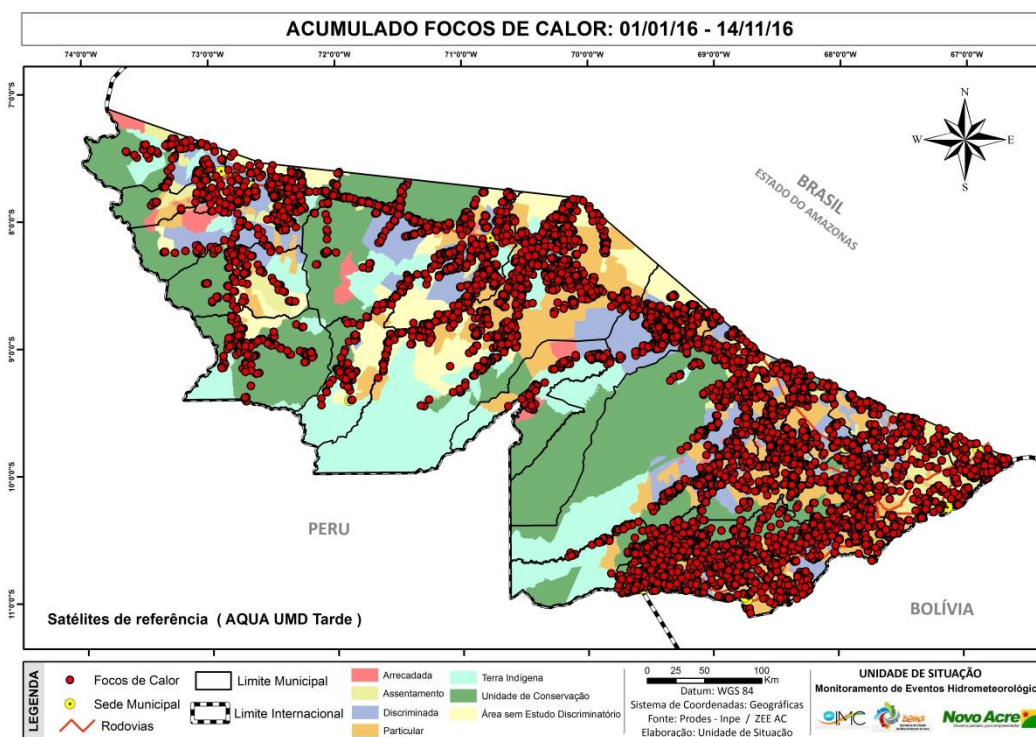 ACUMULADO FOCOS DE CALOR: 01/01/16 - 14/11/16
74°0'0"W 73°0'0"W 72°0'0"W 71°0'0"W 70°0'0"W 69°0'0"W 68°0'0"W 67°0'0"W
7°0'0"S
8°0'0"S
9°0'0"S
10°0'0"S
11°0'0"S
N
W E
S
BRASIL
ESTADO DO AMAZONAS
PERU
BOLÍVIA
Satélites de referência ( AQUA UMD Tarde )
LEGENDA
Focos de Calor
Sede Municipal
Rodovias
Limite Municipal
Limite Internacional
Arrecadada
Assentamento
Discriminada
Particular
Terra Indígena
Unidade de Conservação
Área sem Estudo Discriminatório
0 25 50 100
Km
Datum: WGS 84
Sistema de Coordenadas: Geográficas
Fonte: Prodes - Inpe / ZEE AC
Elaboração: Unidade de Situação
UNIDADE DE SITUAÇÃO
Monitoramento de Eventos Hidrometeorológic
IMC
sema
Novo Acre